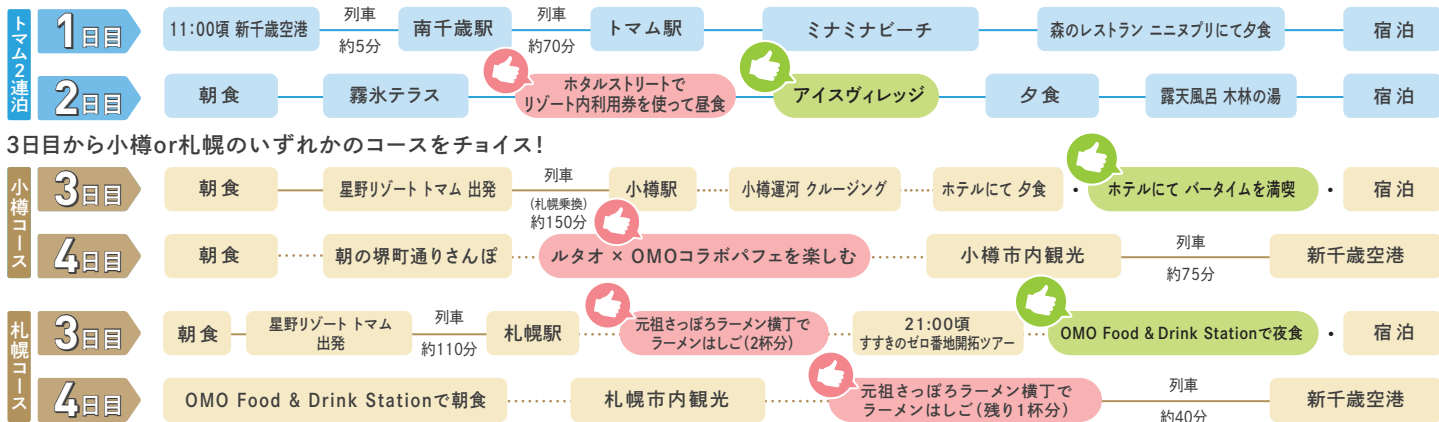 トマム2連泊
1日目
11:00頃 新千歳空港
列車
約5分
南千歳駅
列車
約70分
トマム駅
ミナミナビーチ
森のレストラン ニニヌプリにて夕食
宿泊
2日目
朝食
霧氷テラス
ホタルストリートで
リゾート内利用券を使って昼食
アイスヴィレッジ
夕食
露天風呂 木林の湯
宿泊
3日目から小樽or札幌のいずれかのコースをチョイス!
小樽コース
3日目
朝食
星野リゾート トマム 出発
列車
(札幌乗換)
約150分
小樽駅
小樽運河 クルージング
ホテルにて 夕食
・
ホテルにて バータイムを満喫
・
宿泊
4日目
朝食
朝の堺町通りさんぽ
ルタオ × OMOコラボパフェを楽しむ
小樽市内観光
列車
約75分
新千歳空港
札幌コース
3日目
朝食
星野リゾート トマム
出発
列車
約110分
札幌駅
元祖さっぽろラーメン横丁で
ラーメンはしご(2杯分)
21:00頃
すすきのゼロ番地開拓ツアー
OMO Food & Drink Stationで夜食
・
宿泊
4日目
OMO Food & Drink Stationで朝食
札幌市内観光
元祖さっぽろラーメン横丁で
ラーメンはしご(残り1杯分)
列車
約40分
新千歳空港